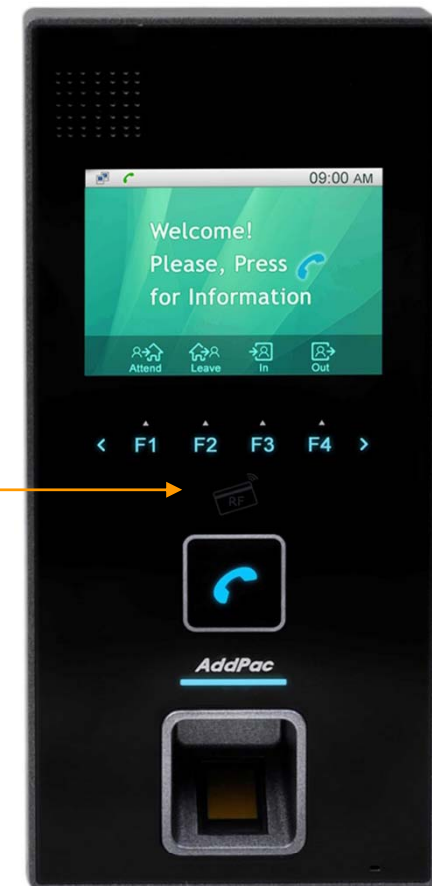 09:00 AM
Welcome!
Please, Press
for Information
Attend Leave In Out
< F1 F2 F3 F4 >
RF
AddPac